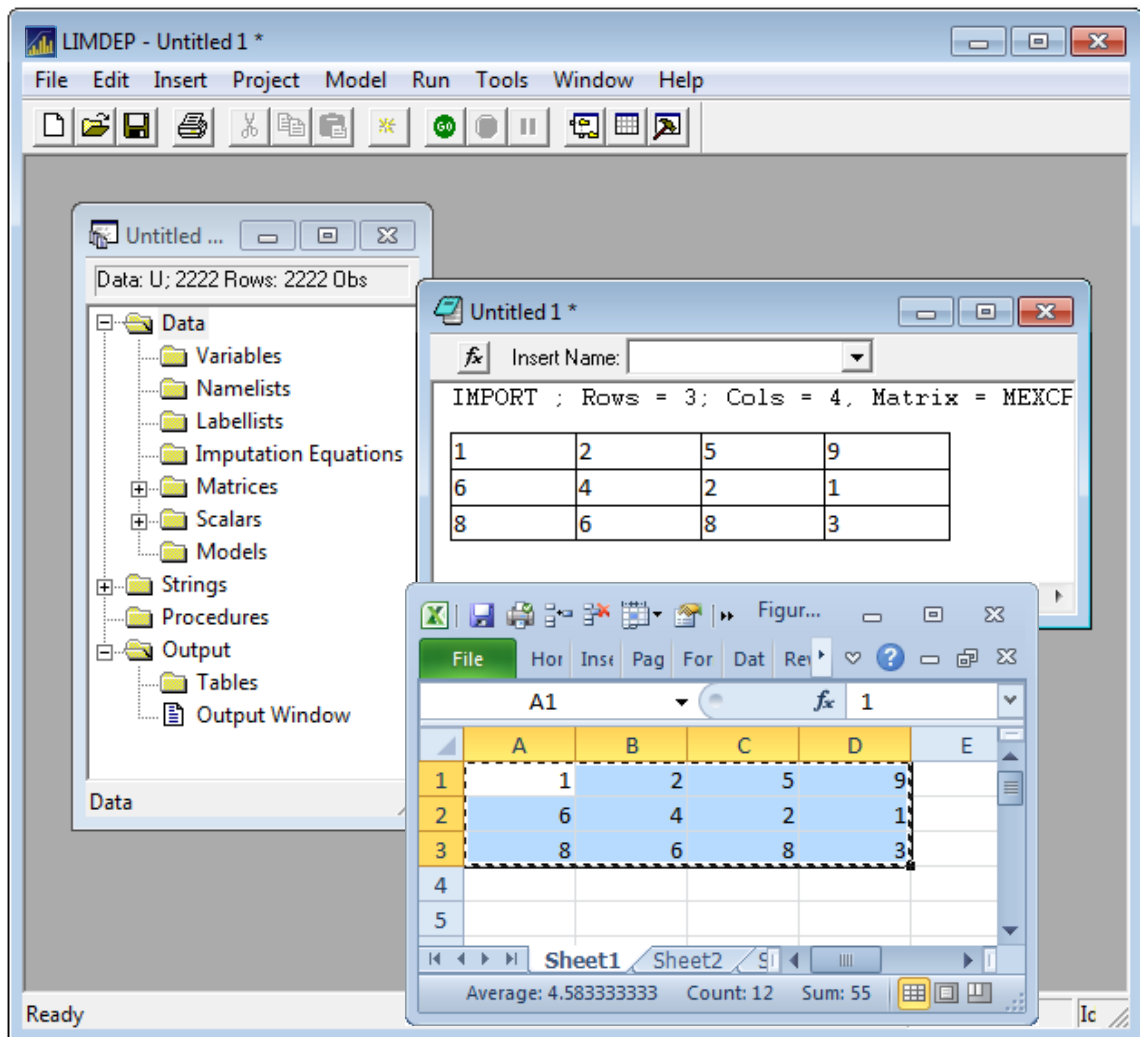 LIMDEP - Untitled 1 *
File Edit Insert Project Model Run Tools Window Help
GO
Untitled ...
Data: U; 2222 Rows: 2222 Obs
Data
Variables
Namelists
Labellists
Imputation Equations
Matrices
Scalars
Models
Strings
Procedures
Output
Tables
Output Window
Data
Untitled 1 *
fx Insert Name:
IMPORT ; Rows = 3; Cols = 4, Matrix = MEXCF
1 2 5 9
6 4 2 1
8 6 8 3
Figur...
File Hor Inse Pag For Dat Rev
A1 fx 1
A B C D E
1 1 2 5 9
2 6 4 2 1
3 8 6 8 3
4
5
Sheet1 Sheet2 S
Average: 4.583333333 Count: 12 Sum: 55
Ready